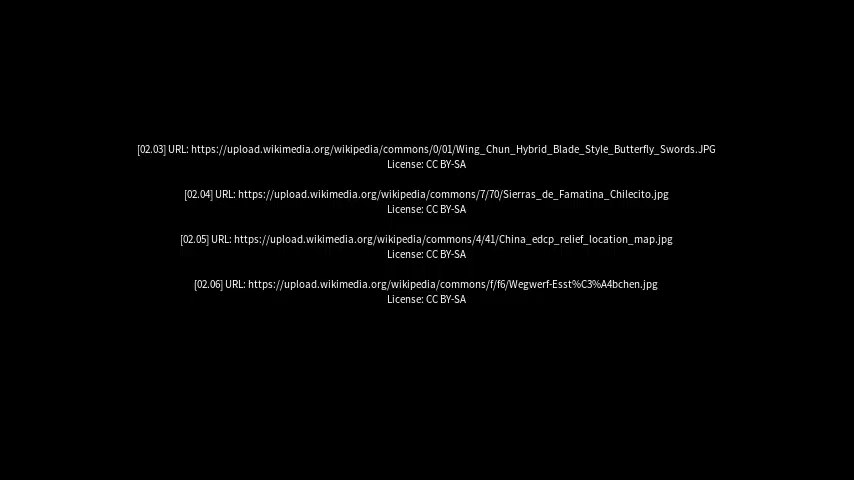 [02.03] URL: https://upload.wikimedia.org/wikipedia/commons/0/01/Wing_Chun_Hybrid_Blade_Style_Butterfly_Swords.JPG
License: CC BY-SA
[02.04] URL: https://upload.wikimedia.org/wikipedia/commons/7/70/Sierras_de_Famatina_Chilecito.jpg
License: CC BY-SA
[02.05] URL: https://upload.wikimedia.org/wikipedia/commons/4/41/China_edcp_relief_location_map.jpg
License: CC BY-SA
[02.06] URL: https://upload.wikimedia.org/wikipedia/commons/f/f6/Wegwerf-Esst%C3%A4bchen.jpg
License: CC BY-SA